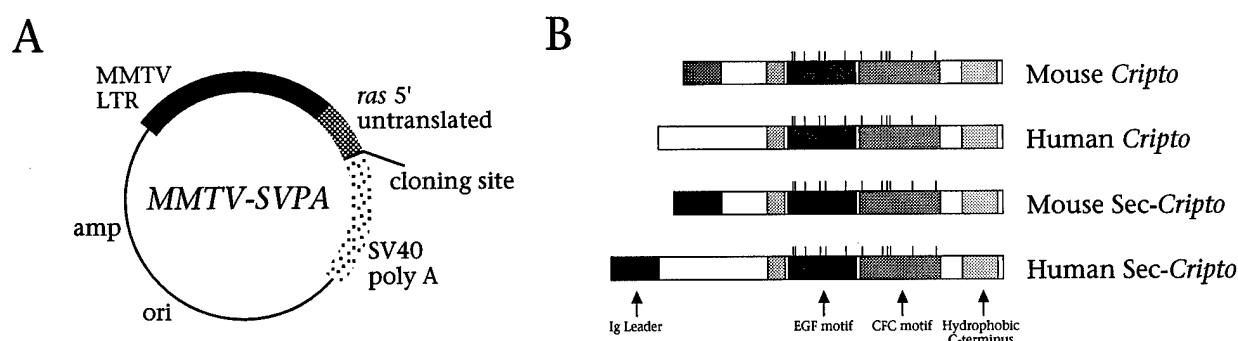 A
MMTV
LTR
ras 5'
untranslated
cloning site
MMTV-SVPA
amp
SV40
poly A
ori
B
Mouse Cripto
Human Cripto
Mouse Sec-Cripto
Human Sec-Cripto
Ig Leader
EGF motif
CFC motif
Hydrophobic
C-terminus